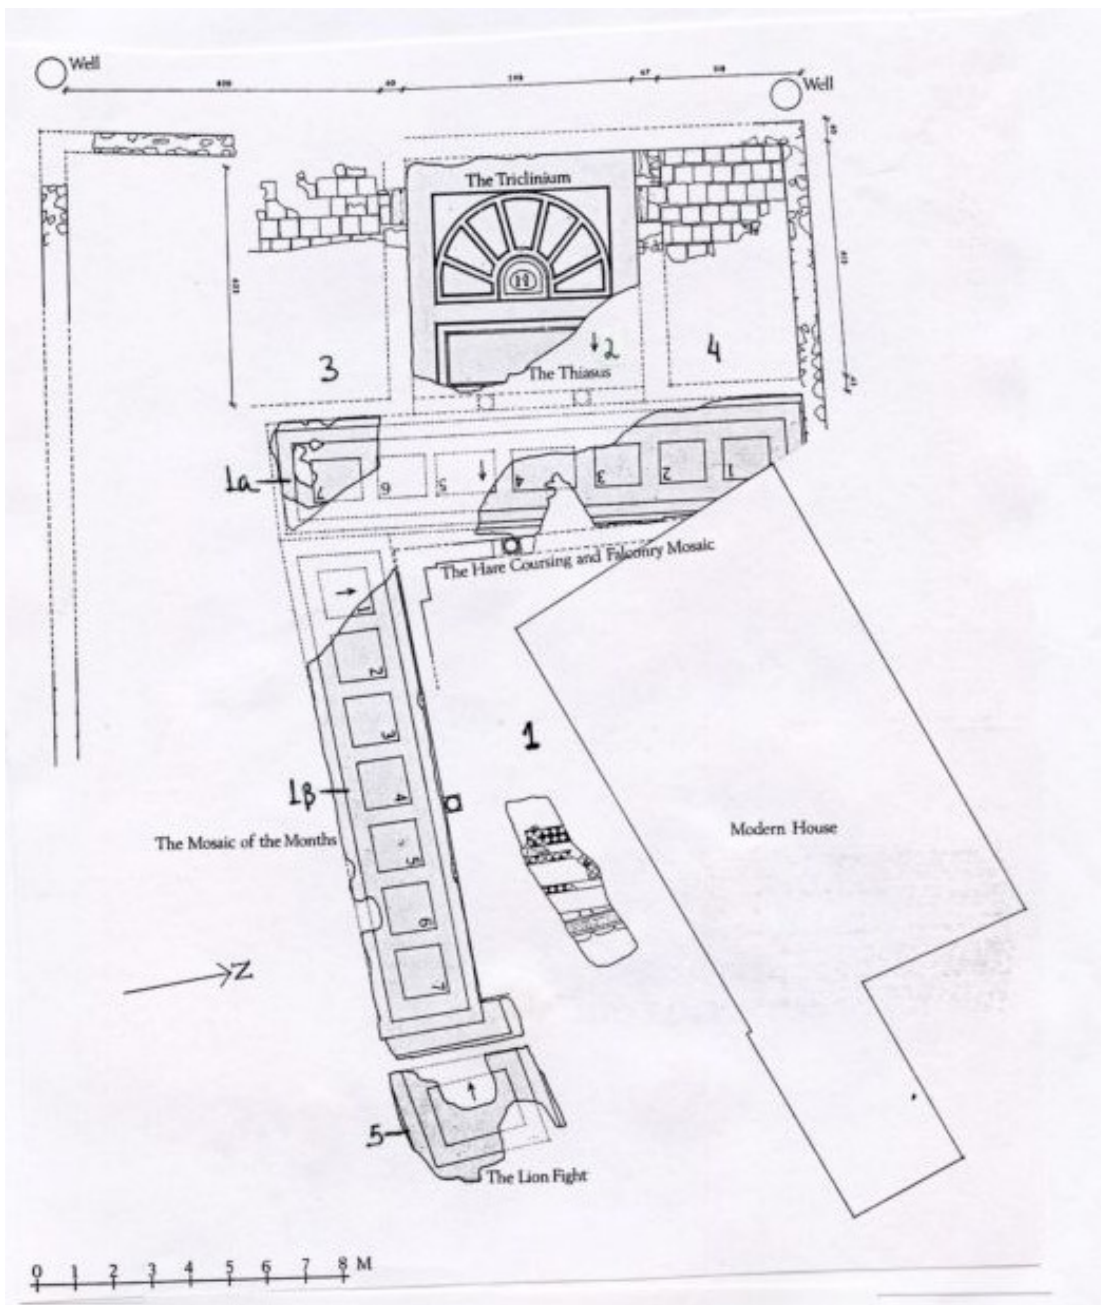 Well
Well
The Triclinium
2
3
4
The Thiasus
1a
7
6
5
4
3
2
1
The Hare Coursing and Falconry Mosaic
1
2
3
4
5
6
7
1
1β
The Mosaic of the Months
Modern House
N
5
The Lion Fight
0 1 2 3 4 5 6 7 8 M